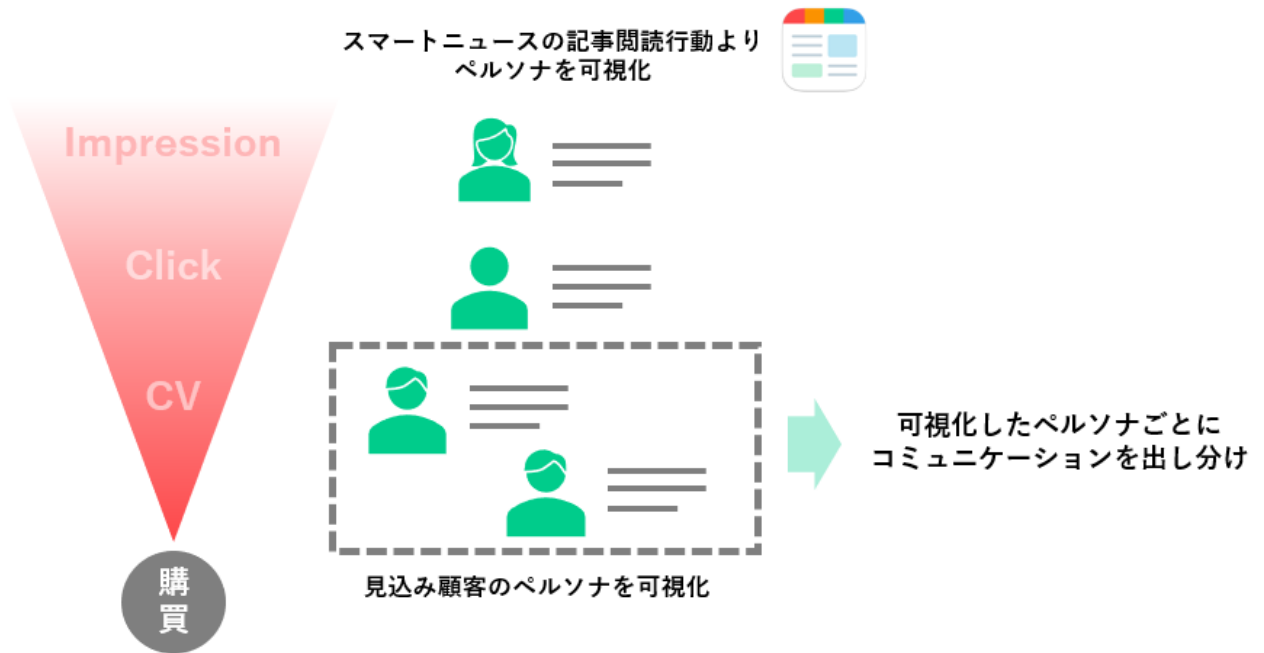 スマートニュースの記事閲読行動より
ペルソナを可視化
Impression
Click
CV
購
買
見込み顧客のペルソナを可視化
可視化したペルソナごとに
コミュニケーションを出し分け